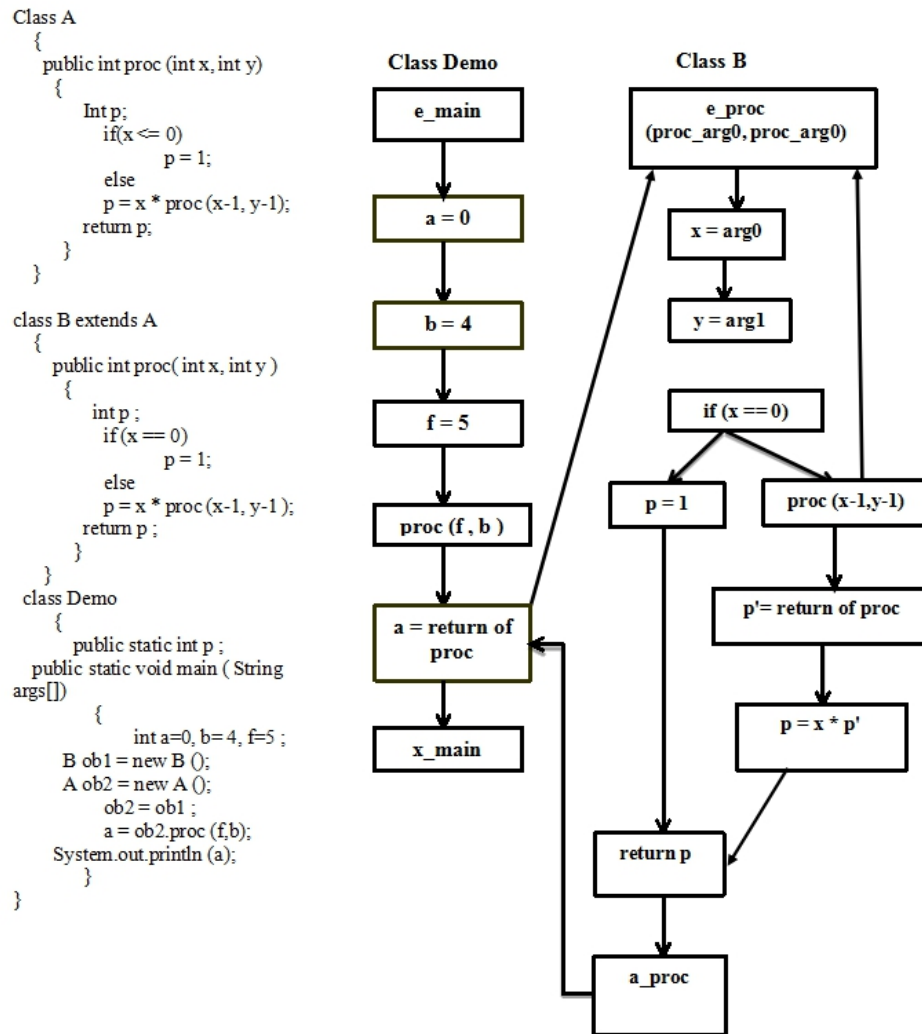 Class A
{
public int proc (int x, int y)
{
Int p;
if(x <= 0)
p = 1;
else
p = x * proc (x-1, y-1);
return p;
}
}
class B extends A
{
public int proc( int x, int y )
{
int p ;
if (x == 0)
p = 1;
else
p = x * proc (x-1, y-1 );
return p ;
}
}
class Demo
{
public static int p ;
public static void main ( String
args[])
{
int a=0, b= 4, f=5 ;
B ob1 = new B ();
A ob2 = new A ();
ob2 = ob1 ;
a = ob2.proc (f,b);
System.out.println (a);
}
}
Class Demo
e_main
a = 0
b = 4
f = 5
proc (f , b )
a = return of
proc
x_main
Class B
e_proc
(proc_arg0, proc_arg0)
x = arg0
y = arg1
if (x == 0)
p = 1
proc (x-1,y-1)
p'= return of proc
p = x * p'
return p
a_proc